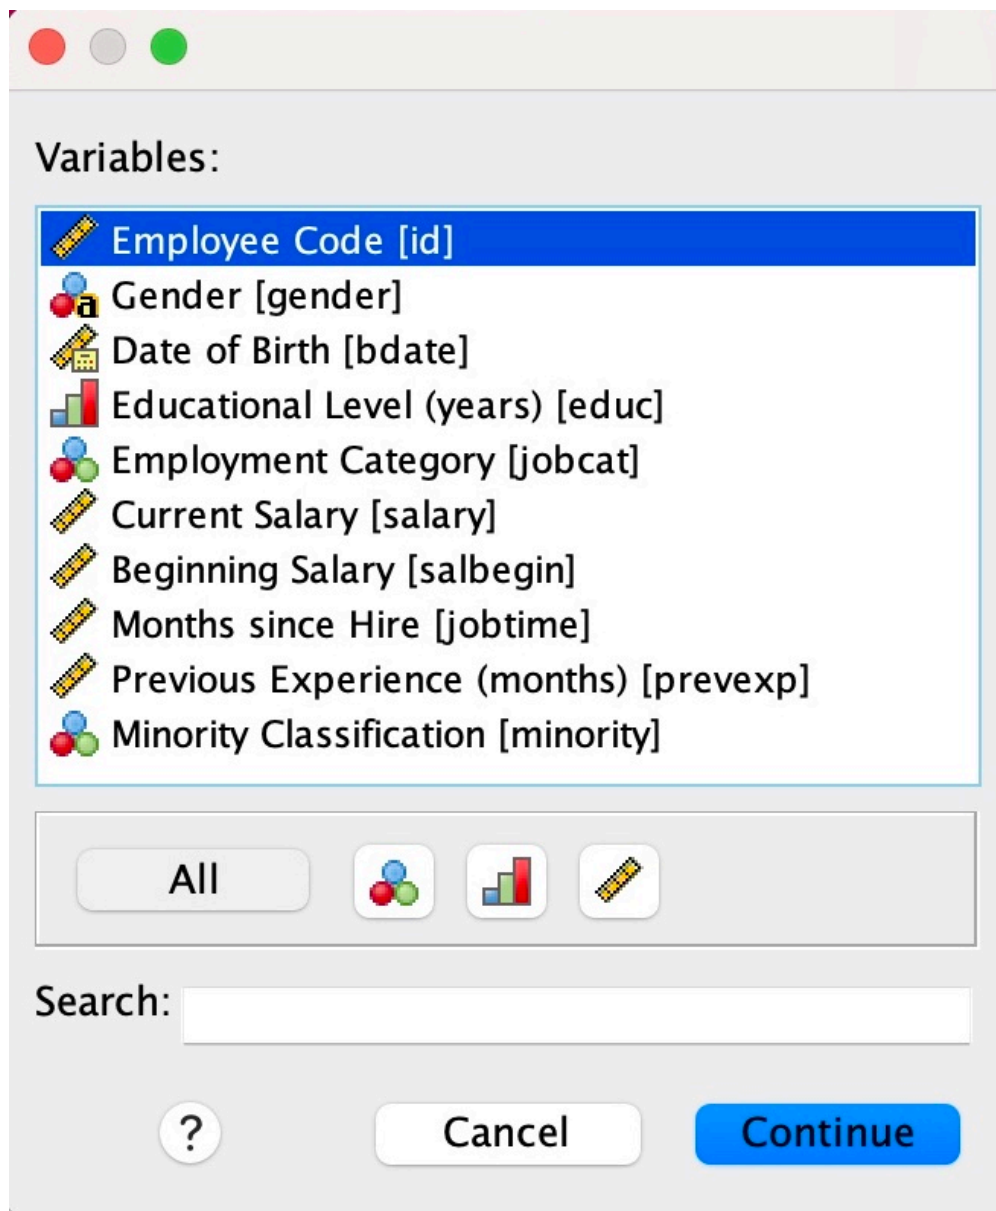 Variables:
Employee Code [id]
Gender [gender]
Date of Birth [bdate]
Educational Level (years) [educ]
Employment Category [jobcat]
Current Salary [salary]
Beginning Salary [salbegin]
Months since Hire [jobtime]
Previous Experience (months) [prevexp]
Minority Classification [minority]
All
Search:
? Cancel Continue